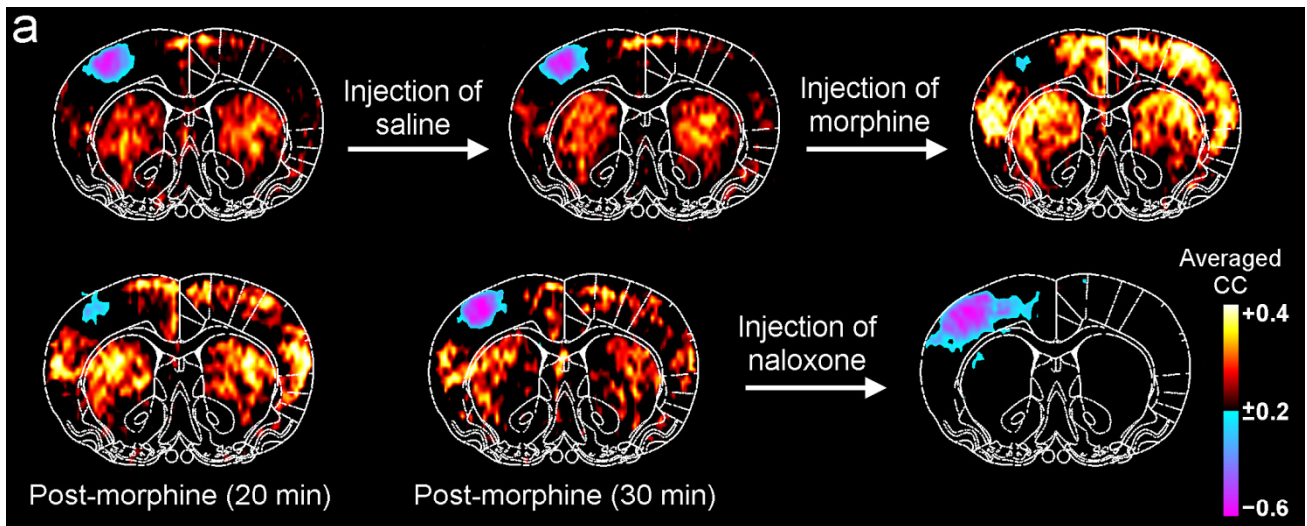 a
Injection of
saline
Injection of
morphine
Post-morphine (20 min)
Post-morphine (30 min)
Injection of
naloxone
Averaged
CC
+0.4
±0.2
−0.6